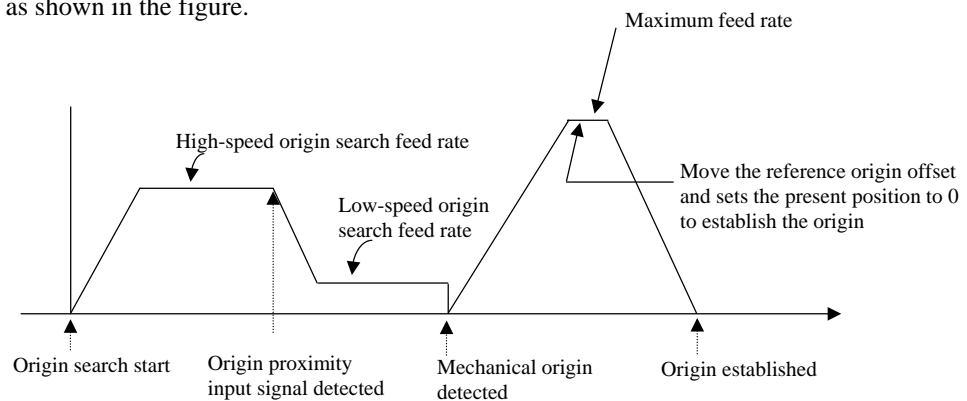 as shown in the figure.
Maximum feed rate
High-speed origin search feed rate
Move the reference origin offset
and sets the present position to 0
to establish the origin
Low-speed origin
search feed rate
Origin search start
Origin proximity
input signal detected
Mechanical origin
detected
Origin established